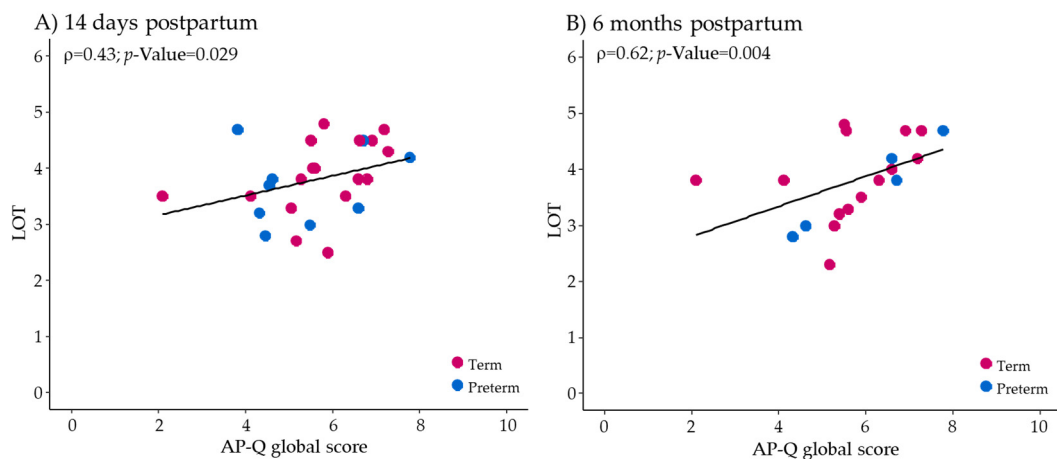 A) 14 days postpartum
ρ=0.43; p-Value=0.029
6
5
4
3
2
1
0
LOT
Term
Preterm
0 2 4 6 8 10
AP-Q global score
B) 6 months postpartum
ρ=0.62; p-Value=0.004
6
5
4
3
2
1
0
LOT
Term
Preterm
0 2 4 6 8 10
AP-Q global score